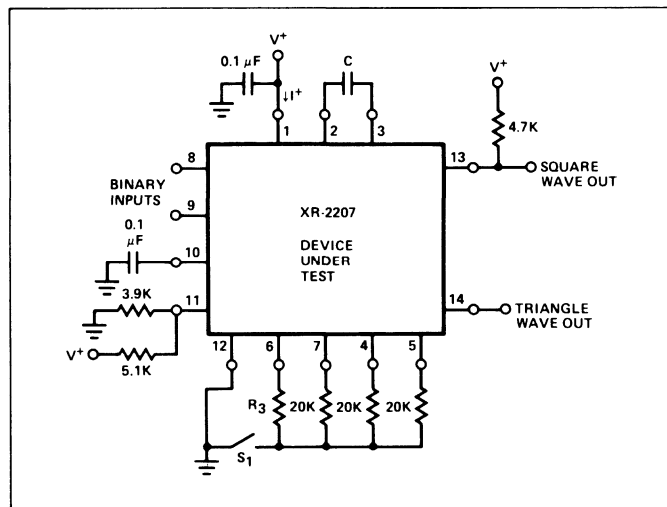 V+
0.1 μF
↓I+
C
V+
4.7K
1
2
3
8
BINARY
INPUTS
9
XR-2207
DEVICE
UNDER
TEST
13
SQUARE
WAVE OUT
0.1
μF
10
3.9K
11
V+
5.1K
14
TRIANGLE
WAVE OUT
12
6
7
4
5
R3
20K
20K
20K
20K
S1